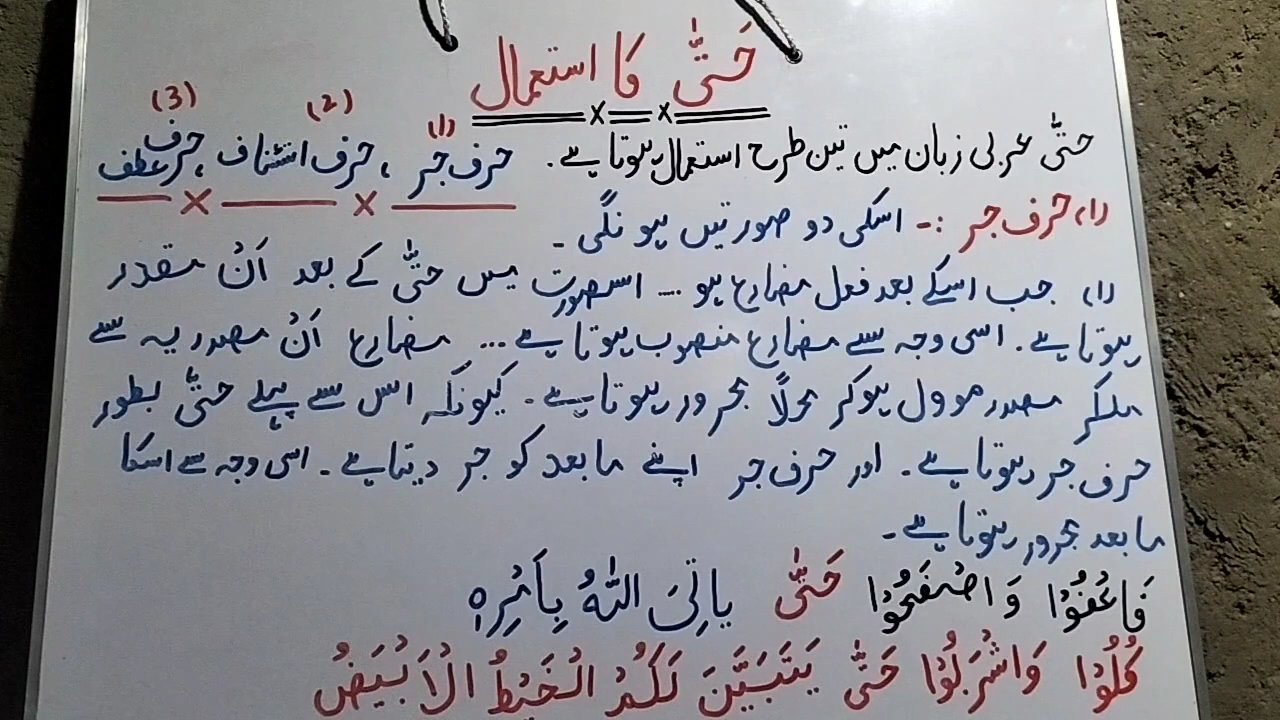 حَتّٰی کا استعمال
حتّٰی عربی زبان میں تین طرح استعمال ہوتا ہے۔ (1) حرف جر ، (2) حرف استئناف ، (3) حرف عطف
(1) حرف جر :- اسکی دو صورتیں ہونگی ۔
(1) جب اسکے بعد فعل مضارع ہو ... اسصورت میں حتّٰی کے بعد اَنْ مقدر
ہوتا ہے ۔ اسی وجہ سے مضارع منصوب ہوتا ہے ... مضارع اَنْ مصدریہ سے
ملکر مصدر موول ہوکر محلاً مجرور ہوتا ہے ۔ کیونکہ اس سے پہلے حتّٰی بطور
حرف جر ہوتا ہے ۔ اور حرف جر اپنے مابعد کو جر دیتا ہے ۔ اسی وجہ سے اسکا
مابعد مجرور ہوتا ہے ۔
فَاعْفُوْا وَاصْفَحُوْا حَتّٰی یاتِیَ اللّٰهُ بِاَمْرِهٖ
کُلُوْا وَاشْرَبُوْا حَتّٰی یَتَبَیَّنَ لَکُمُ الْخَیْطُ الْاَبْیَضُ